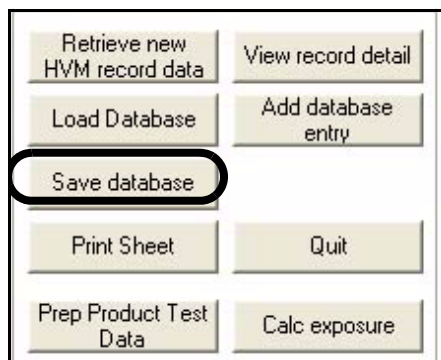 Retrieve new
HVM record data
View record detail
Load Database
Add database
entry
Save database
Print Sheet
Quit
Prep Product Test
Data
Calc exposure